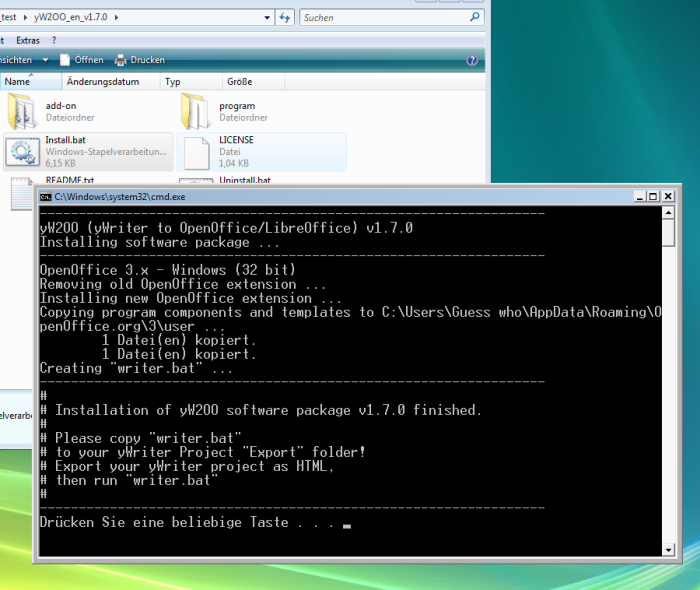 _test ▸ yW2OO_en_v1.7.0 ▸ Suchen
t Extras ?
nsichten Öffnen Drucken
Name Änderungsdatum Typ Größe
add-on
Dateiordner
program
Dateiordner
Install.bat
Windows-Stapelverarbeitun...
6,15 KB
LICENSE
Datei
1,04 KB
README.txt
Uninstall.bat
elverarb
C:\Windows\system32\cmd.exe
------------------------------------------------------------------
yW2OO (yWriter to OpenOffice/LibreOffice) v1.7.0
Installing software package ...
------------------------------------------------------------------
OpenOffice 3.x - Windows (32 bit)
Removing old OpenOffice extension ...
Installing new OpenOffice extension ...
Copying program components and templates to C:\Users\Guess who\AppData\Roaming\O
penOffice.org\3\user ...
1 Datei(en) kopiert.
1 Datei(en) kopiert.
Creating "writer.bat" ...
------------------------------------------------------------------
#
# Installation of yW2OO software package v1.7.0 finished.
#
# Please copy "writer.bat"
# to your yWriter Project "Export" folder!
# Export your yWriter project as HTML,
# then run "writer.bat"
#
------------------------------------------------------------------
Drücken Sie eine beliebige Taste . . .